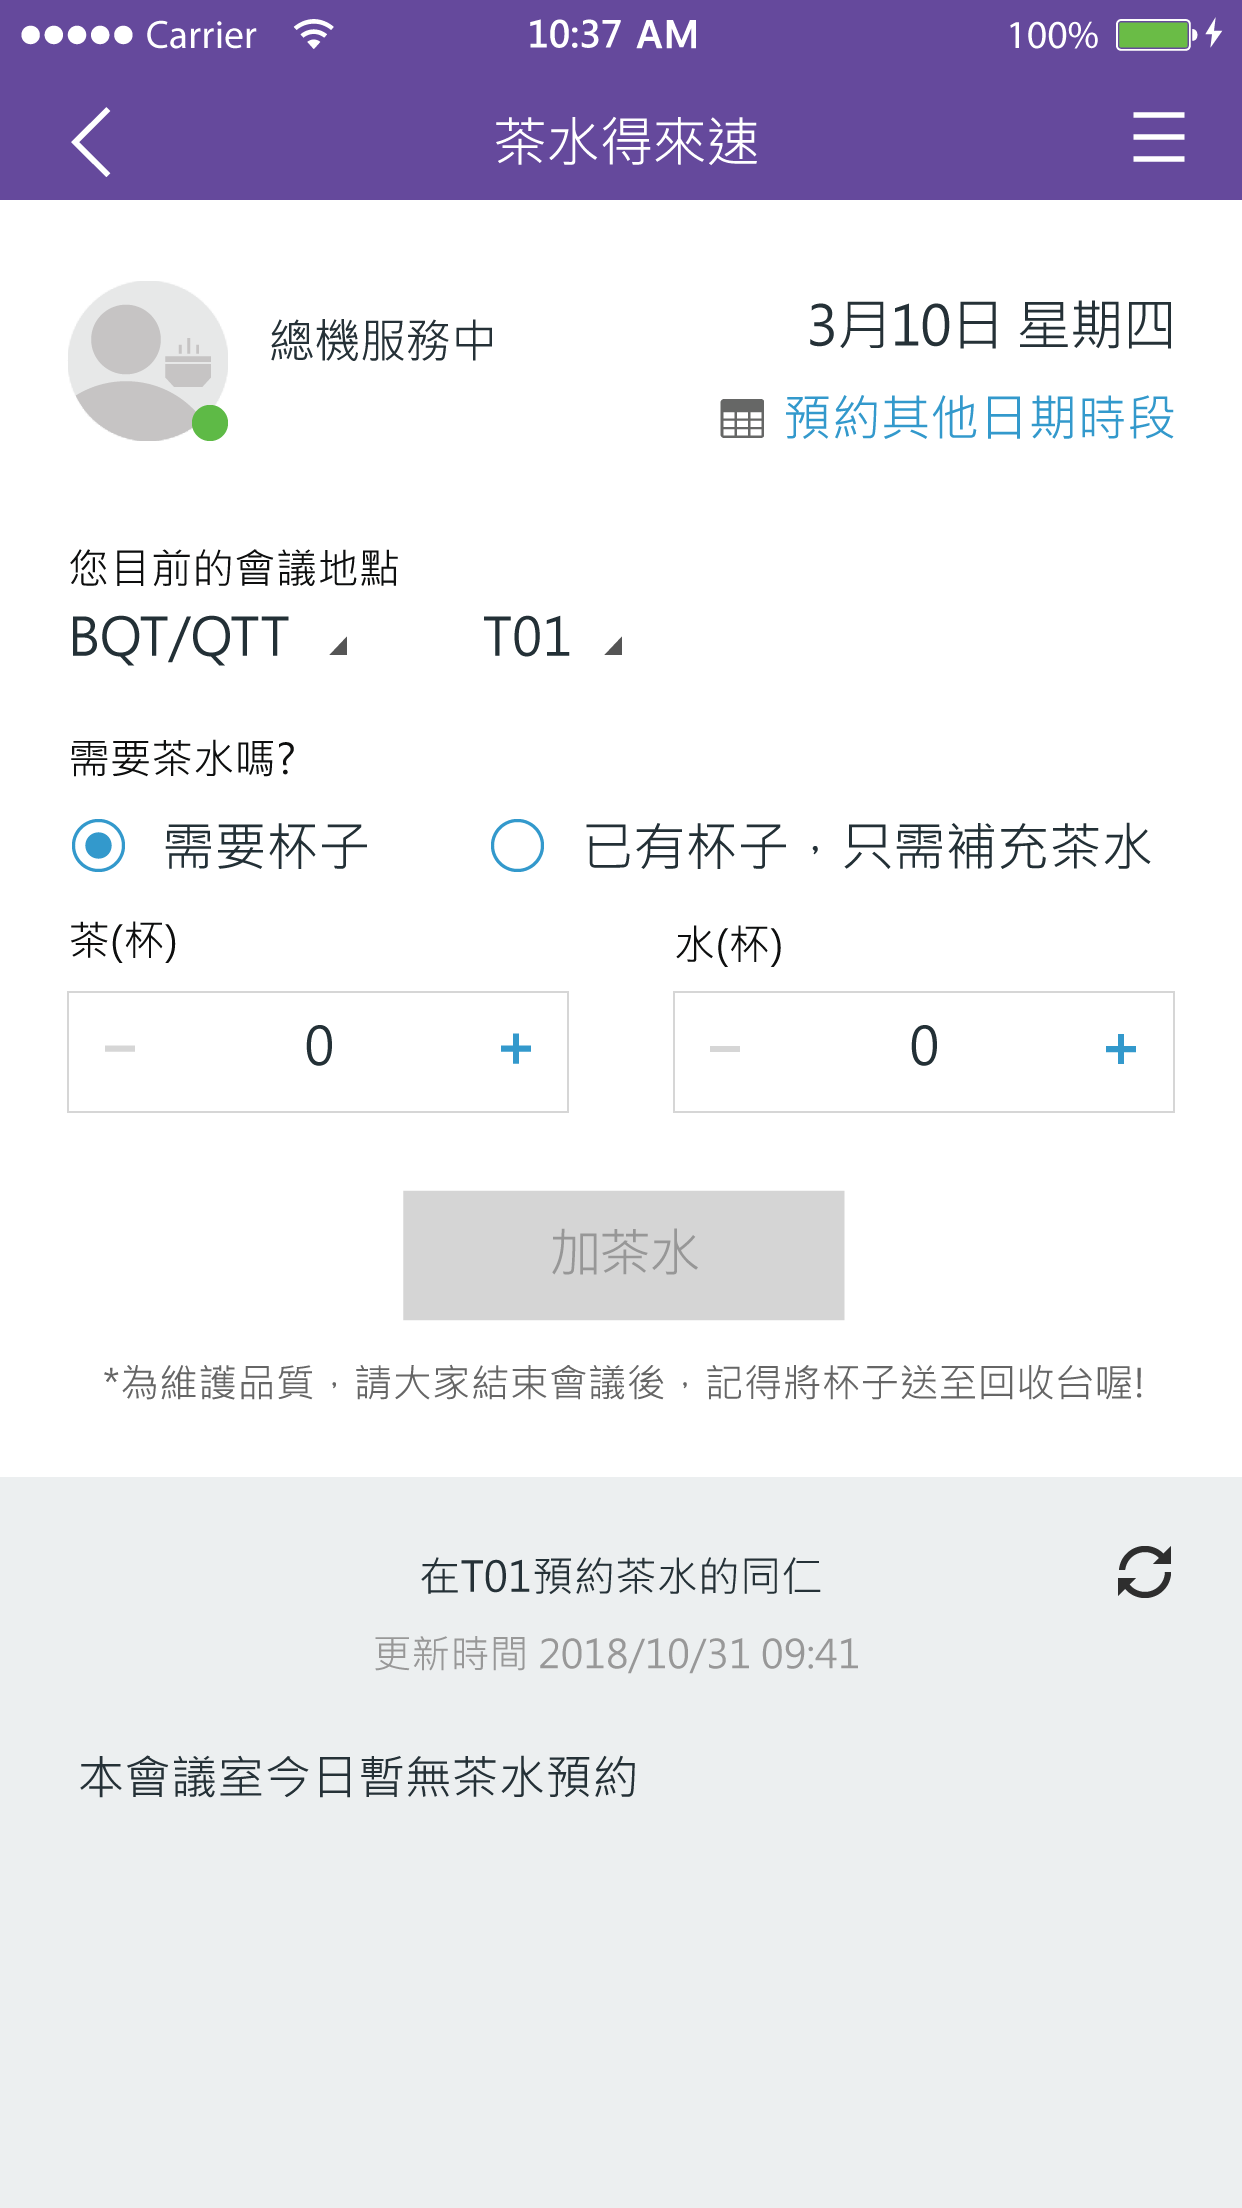 Carrier 10:37 AM 100%
茶水得來速
總機服務中
3月10日 星期四
預約其他日期時段
您目前的會議地點
BQT/QTT T01
需要茶水嗎?
需要杯子 已有杯子，只需補充茶水
茶(杯) 水(杯)
0 0
加茶水
*為維護品質，請大家結束會議後，記得將杯子送至回收台喔!
在T01預約茶水的同仁
更新時間 2018/10/31 09:41
本會議室今日暫無茶水預約